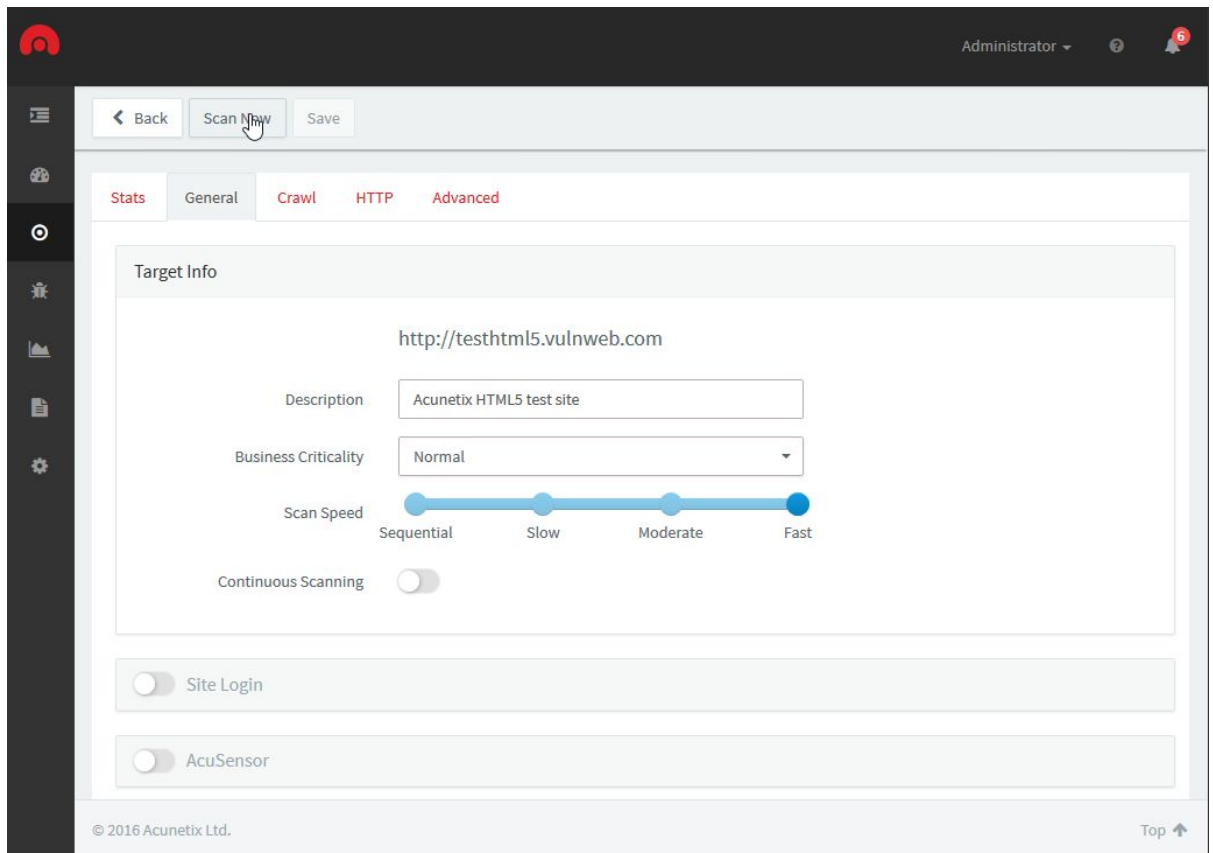 Administrator
6
Back Scan Now Save
Stats General Crawl HTTP Advanced
Target Info
http://testhtml5.vulnweb.com
Description Acunetix HTML5 test site
Business Criticality Normal
Scan Speed
Sequential Slow Moderate Fast
Continuous Scanning
Site Login
AcuSensor
© 2016 Acunetix Ltd. Top